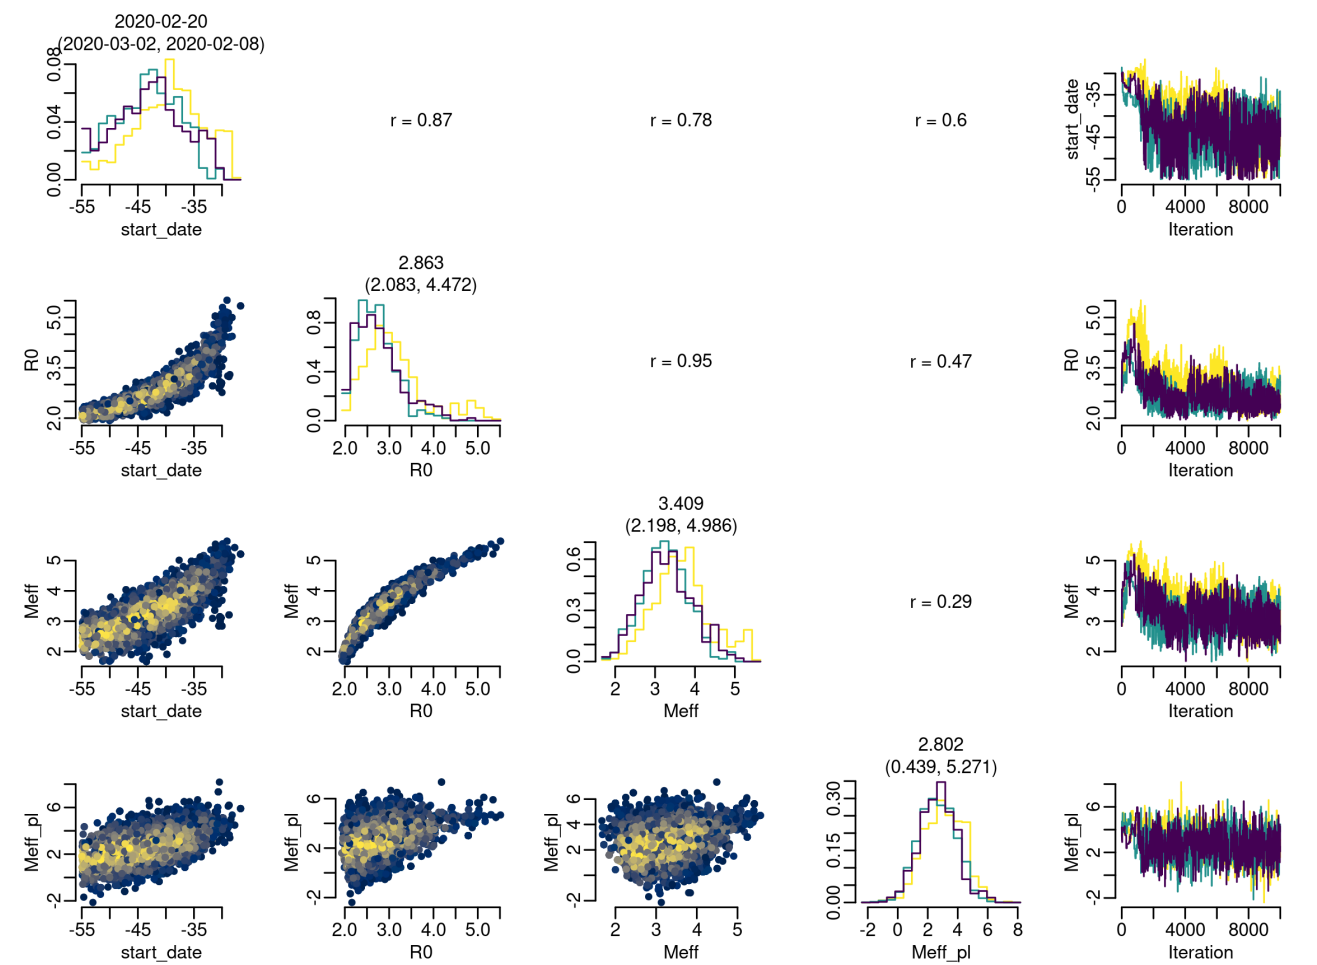 2020-02-20
(2020-03-02, 2020-02-08)
0.00 0.04 0.08
-55 -45 -35
start_date
r = 0.87
r = 0.78
r = 0.6
start_date
-55 -45 -35
0 4000 8000
Iteration
R0
2.0 3.5 5.0
-55 -45 -35
start_date
2.863
(2.083, 4.472)
0.0 0.4 0.8
2.0 3.0 4.0 5.0
R0
r = 0.95
r = 0.47
R0
2.0 3.5 5.0
0 4000 8000
Iteration
Meff
2 3 4 5
-55 -45 -35
start_date
Meff
2 3 4 5
2.0 3.0 4.0 5.0
R0
3.409
(2.198, 4.986)
0.0 0.3 0.6
2 3 4 5
Meff
r = 0.29
Meff
2 3 4 5
0 4000 8000
Iteration
Meff_pl
-2 2 6
-55 -45 -35
start_date
Meff_pl
-2 2 6
2.0 3.0 4.0 5.0
R0
Meff_pl
-2 2 6
2 3 4 5
Meff
2.802
(0.439, 5.271)
0.00 0.15 0.30
-2 0 2 4 6 8
Meff_pl
Meff_pl
-2 2 6
0 4000 8000
Iteration